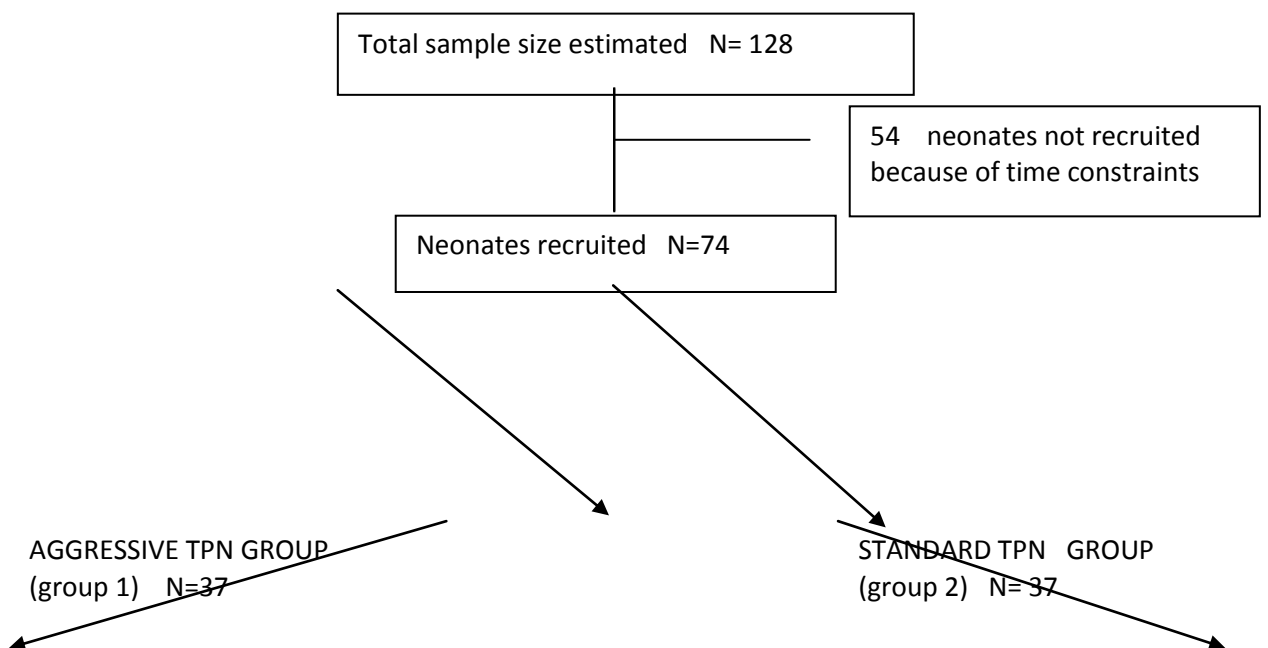 Total sample size estimated N= 128
54 neonates not recruited
because of time constraints
Neonates recruited N=74
AGGRESSIVE TPN GROUP
(group 1) N=37
STANDARD TPN GROUP
(group 2) N= 37